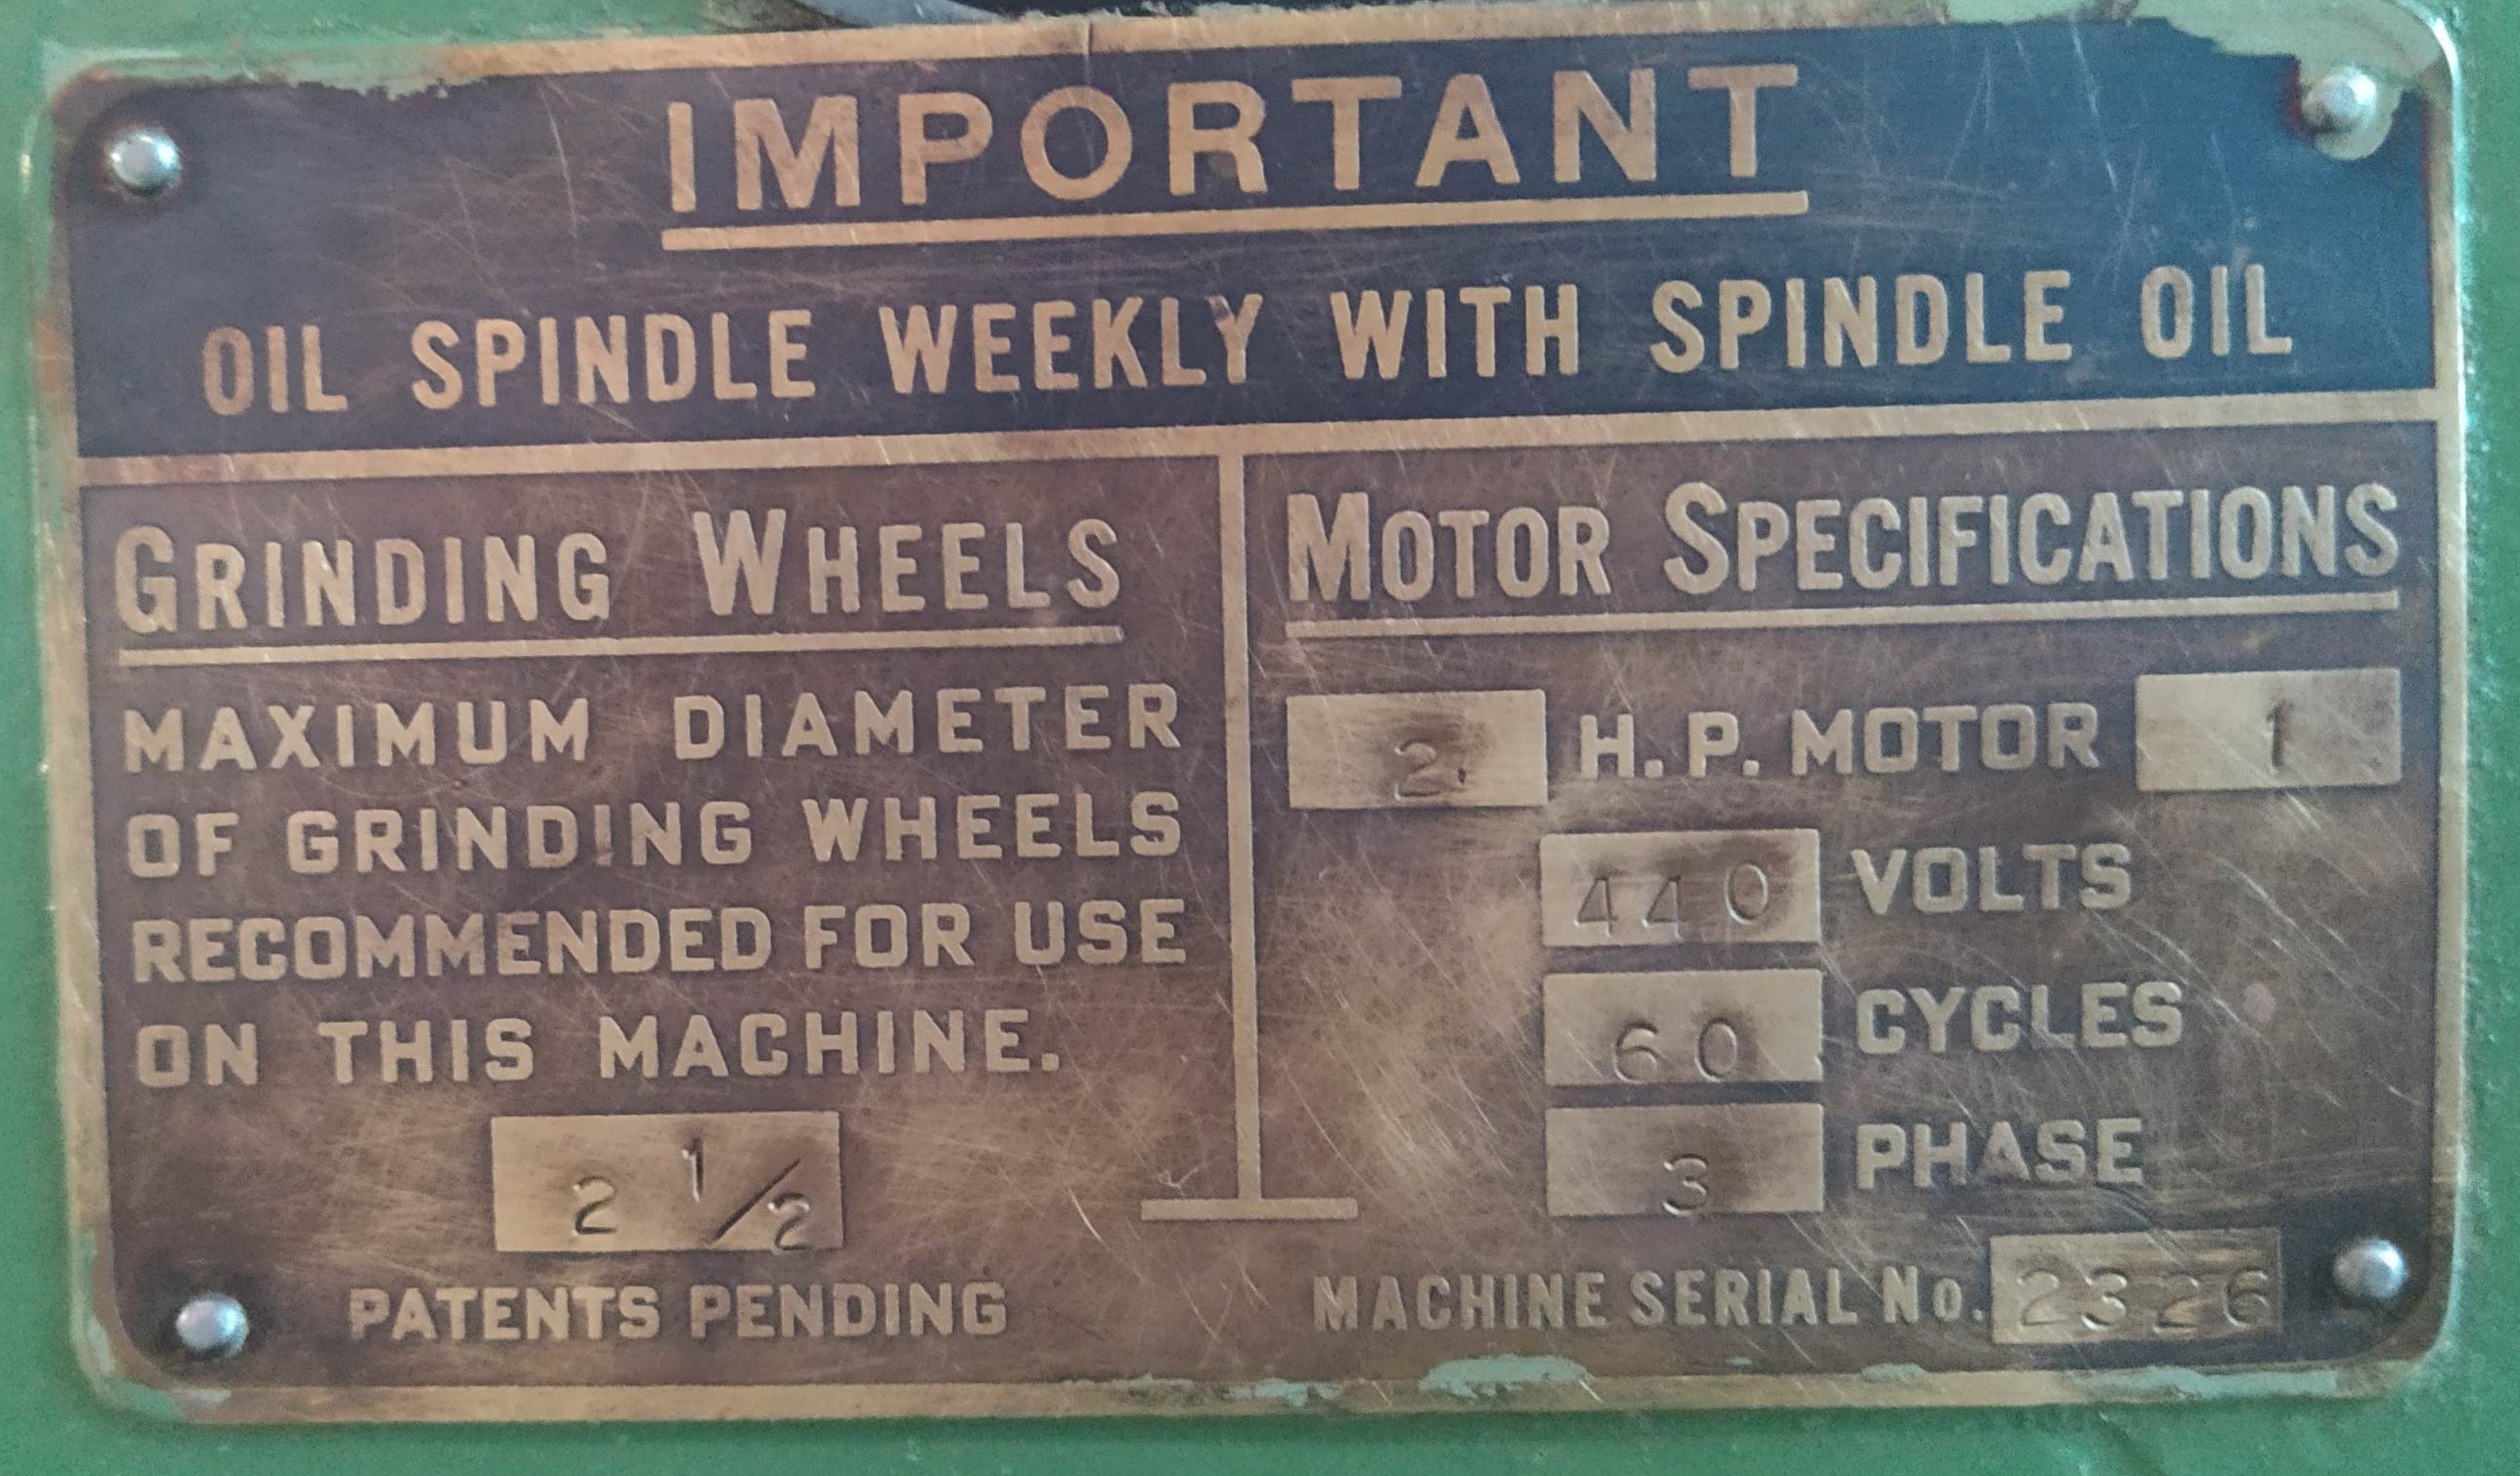 IMPORTANT
OIL SPINDLE WEEKLY WITH SPINDLE OIL
GRINDING WHEELS
MAXIMUM DIAMETER
OF GRINDING WHEELS
RECOMMENDED FOR USE
ON THIS MACHINE.
2 1/2
PATENTS PENDING
MOTOR SPECIFICATIONS
2. H.P. MOTOR 1
440 VOLTS
60 CYCLES
3 PHASE
MACHINE SERIAL No. 2326